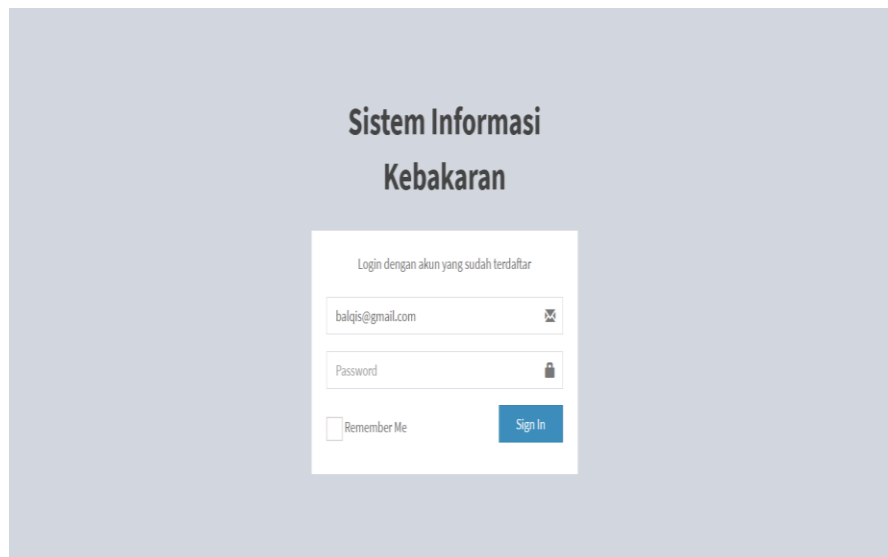 Sistem Informasi
Kebakaran
Login dengan akun yang sudah terdaftar
balqis@gmail.com
Password
Remember Me
Sign In